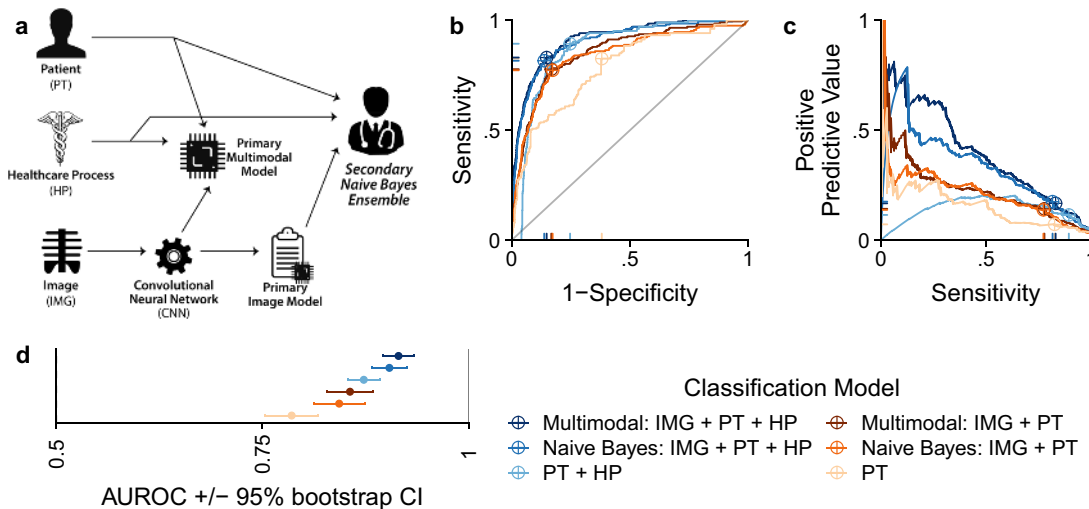 a
Patient
(PT)
Healthcare Process
(HP)
Image
(IMG)
Primary
Multimodal
Model
Convolutional
Neural Network
(CNN)
Primary
Image Model
Secondary
Naive Bayes
Ensemble
b
1
.5
0
Sensitivity
0
.5
1
1−Specificity
c
1
.5
0
Positive
Predictive Value
0
.5
1
Sensitivity
d
0.5
0.75
1
AUROC +/− 95% bootstrap CI
Classification Model
Multimodal: IMG + PT + HP
Naive Bayes: IMG + PT + HP
PT + HP
Multimodal: IMG + PT
Naive Bayes: IMG + PT
PT